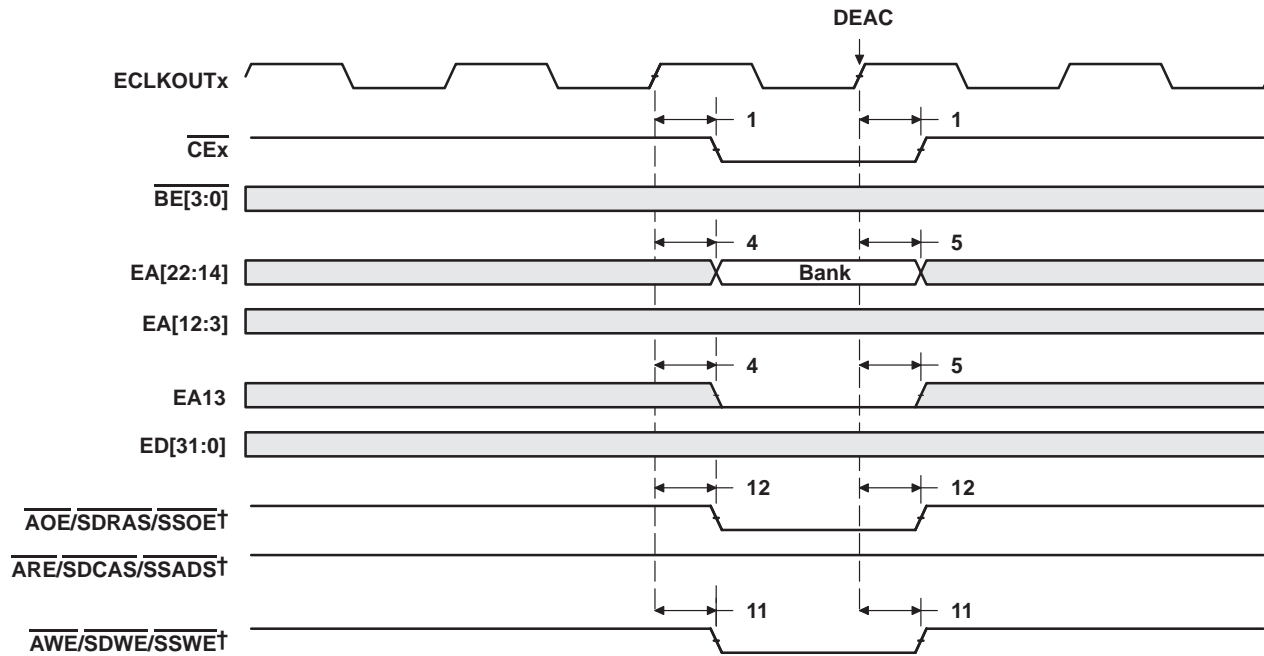 DEAC
ECLKOUTx
1 1
CEx
BE[3:0]
4 5
EA[22:14] Bank
EA[12:3]
4 5
EA13
ED[31:0]
12 12
AOE/SDRAS/SSOE†
ARE/SDCAS/SSADS†
11 11
AWE/SDWE/SSWE†